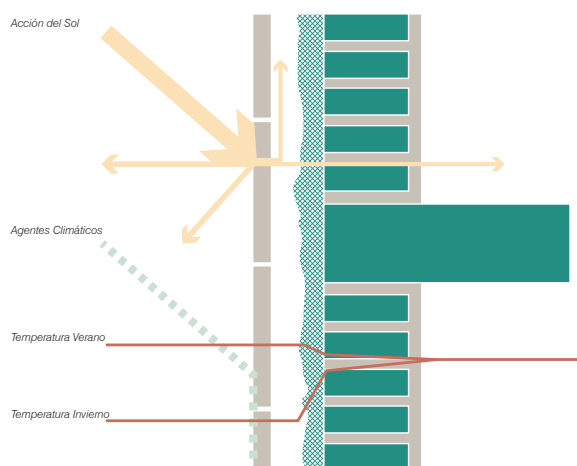 Acción del Sol
Agentes Climáticos
Temperatura Verano
Temperatura Invierno